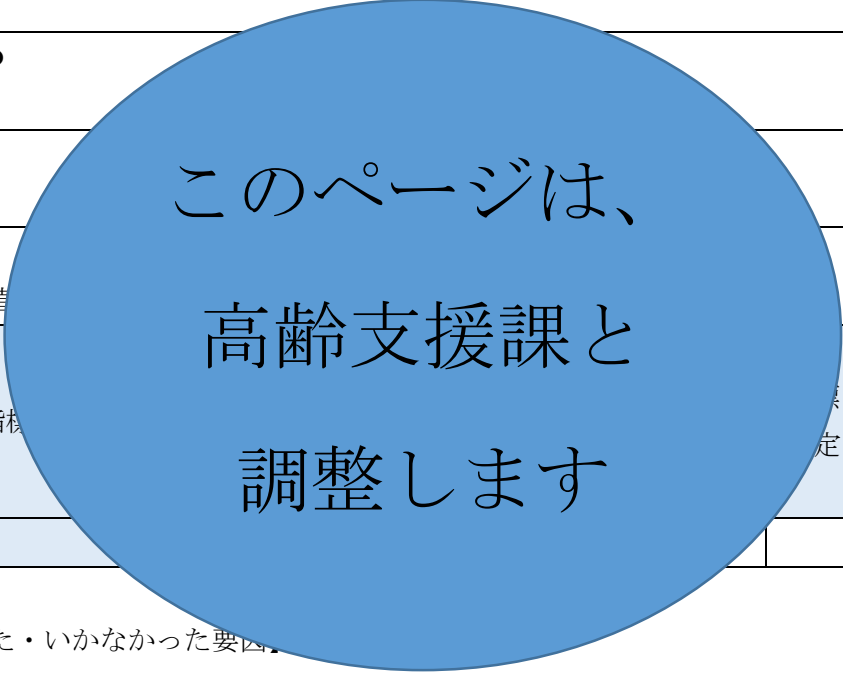 このページは、
高齢支援課と
調整します
定
た・いかなかった要因】